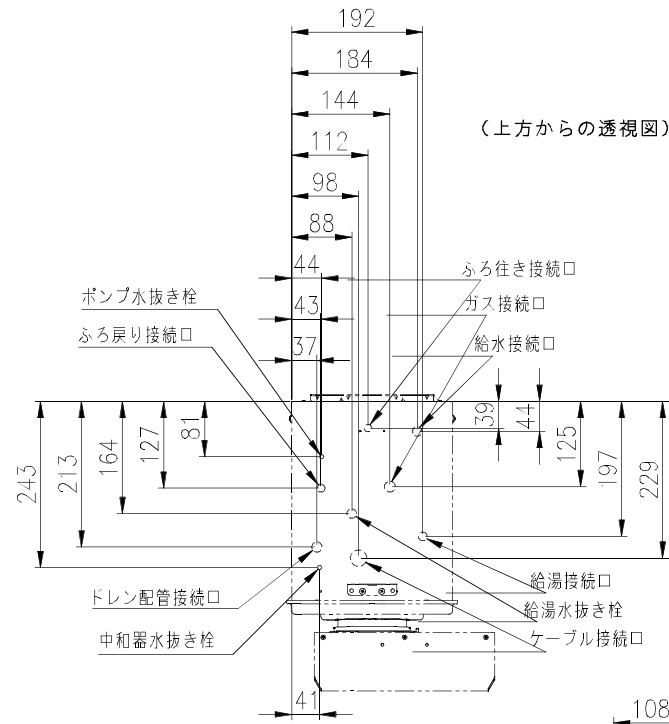 192
184
144
（上方からの透視図）
112
98
88
44
ふろ往き接続口
ポンプ水抜き栓
43
ガス接続口
ふろ戻り接続口
37
給水接続口
243
213
164
127
81
39
44
125
197
229
ドレン配管接続口
給湯接続口
給湯水抜き栓
中和器水抜き栓
ケーブル接続口
41
108